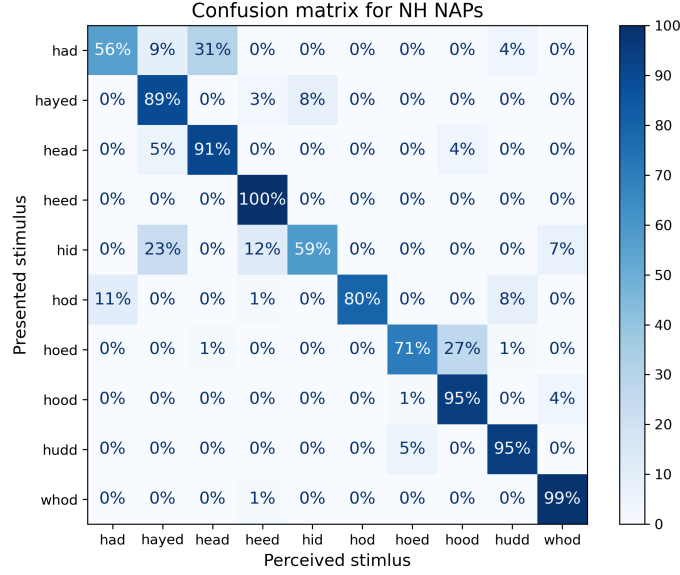 Confusion matrix for NH NAPs
had 56% 9% 31% 0% 0% 0% 0% 0% 4% 0%
hayed 0% 89% 0% 3% 8% 0% 0% 0% 0% 0%
head 0% 5% 91% 0% 0% 0% 0% 4% 0% 0%
heed 0% 0% 0% 100% 0% 0% 0% 0% 0% 0%
hid 0% 23% 0% 12% 59% 0% 0% 0% 0% 7%
hod 11% 0% 0% 1% 0% 80% 0% 0% 8% 0%
hoed 0% 0% 1% 0% 0% 0% 71% 27% 1% 0%
hood 0% 0% 0% 0% 0% 0% 1% 95% 0% 4%
hudd 0% 0% 0% 0% 0% 0% 5% 0% 95% 0%
whod 0% 0% 0% 1% 0% 0% 0% 0% 0% 99%
had hayed head heed hid hod hoed hood hudd whod
Perceived stimlus
Presented stimulus
100
90
80
70
60
50
40
30
20
10
0